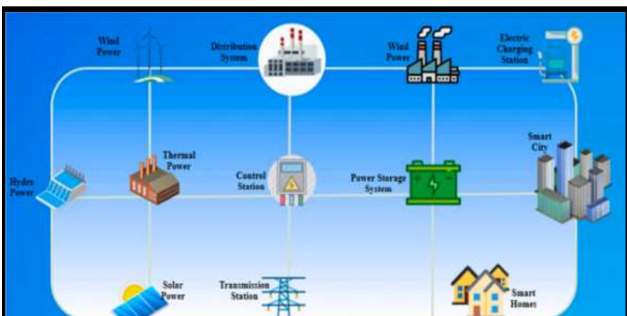 Wind
Power
Distribution
System
Wind
Power
Electric
Charging
Station
Hydro
Power
Thermal
Power
Control
Station
Power Storage
System
Smart
City
Solar
Power
Transmission
Station
Smart
Homes